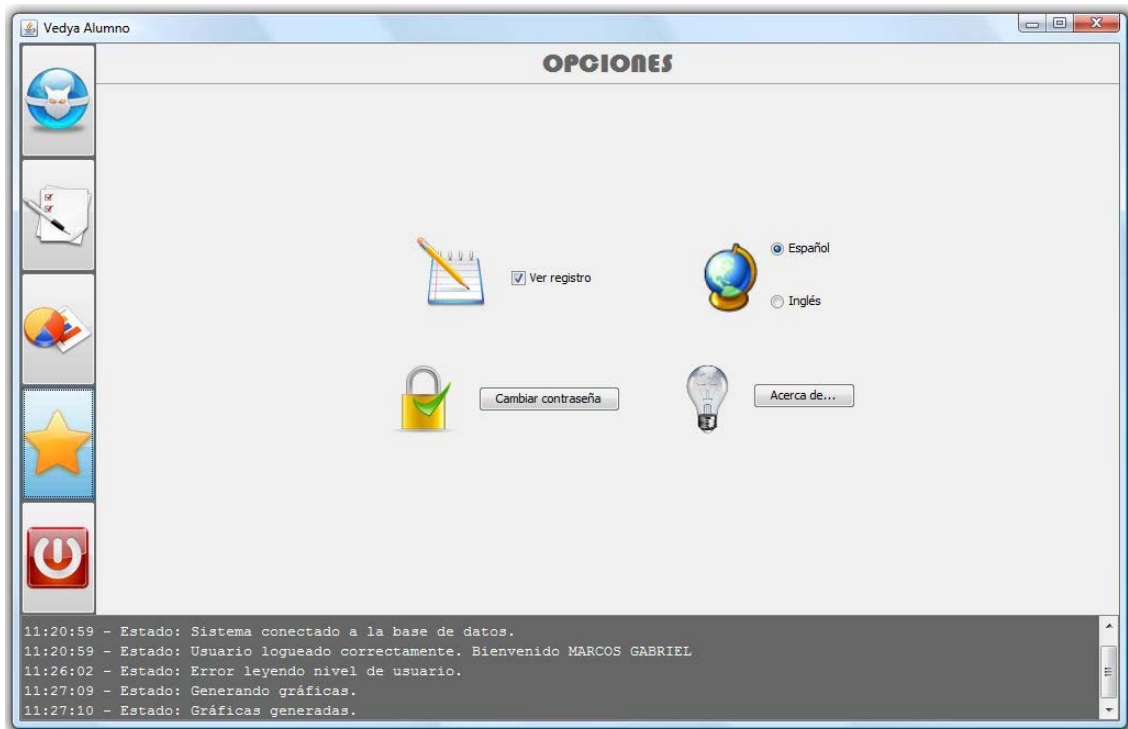 Vedya Alumno
OPCIONES
Ver registro
Español
Inglés
Cambiar contraseña
Acerca de...
11:20:59 - Estado: Sistema conectado a la base de datos.
11:20:59 - Estado: Usuario logueado correctamente. Bienvenido MARCOS GABRIEL
11:26:02 - Estado: Error leyendo nivel de usuario.
11:27:09 - Estado: Generando gráficas.
11:27:10 - Estado: Gráficas generadas.